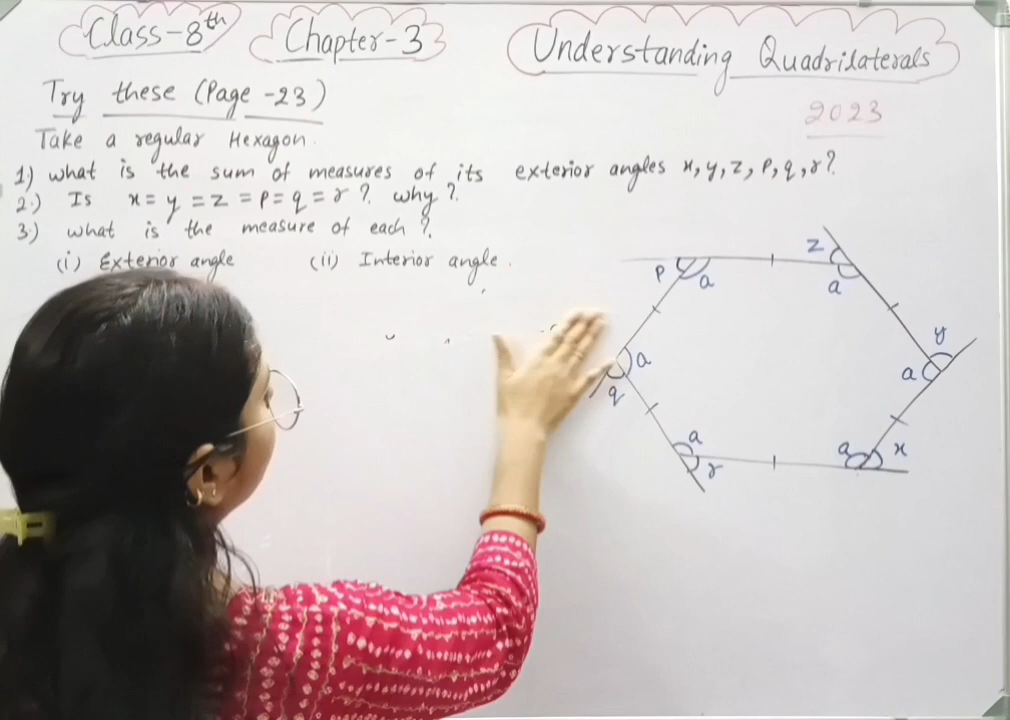 Class-8th Chapter-3 Understanding Quadrilaterals
Try these (Page -23)
2023
Take a regular Hexagon.
1) what is the sum of measures of its exterior angles x, y, z, p, q, r?
2.) Is x = y = z = p = q = r ? why ?
3.) what is the measure of each ?
(i) Exterior angle (ii) Interior angle.
z
p a
a
y
a
a
q
a
r
a x